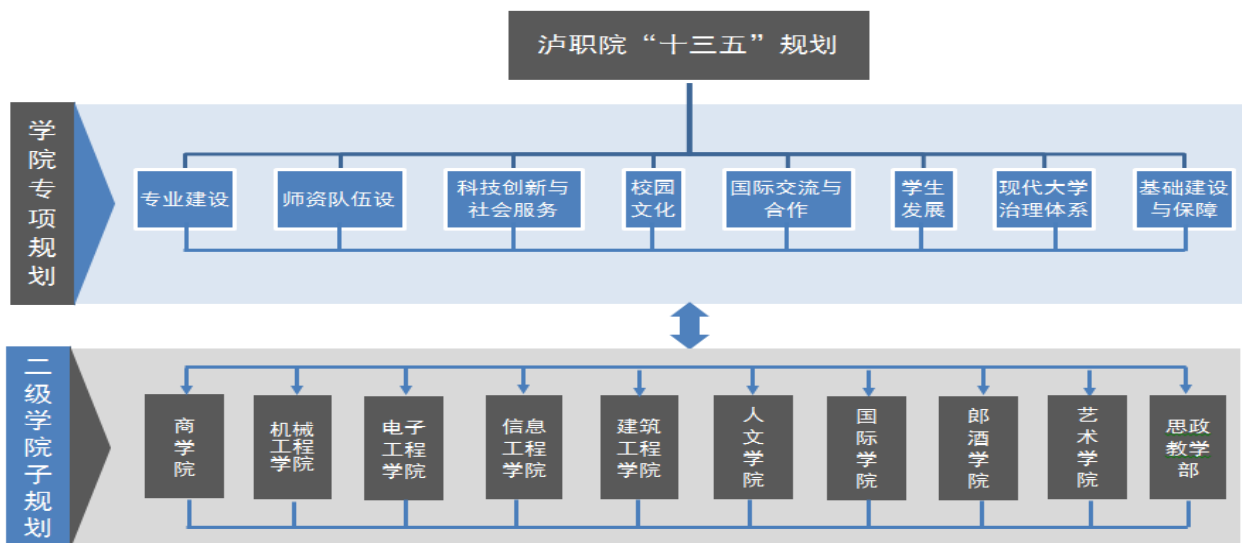 泸职院“十三五”规划
学院专项规划
专业建设
师资队伍设
科技创新与
社会服务
校园
文化
国际交流与
合作
学生
发展
现代大学
治理体系
基础建设
与保障
二级学院子规划
商学院
机械
工程
学院
电子
工程
学院
信息
工程
学院
建筑
工程
学院
人文学院
国际学院
郎酒学院
艺术学院
思政
教学
部